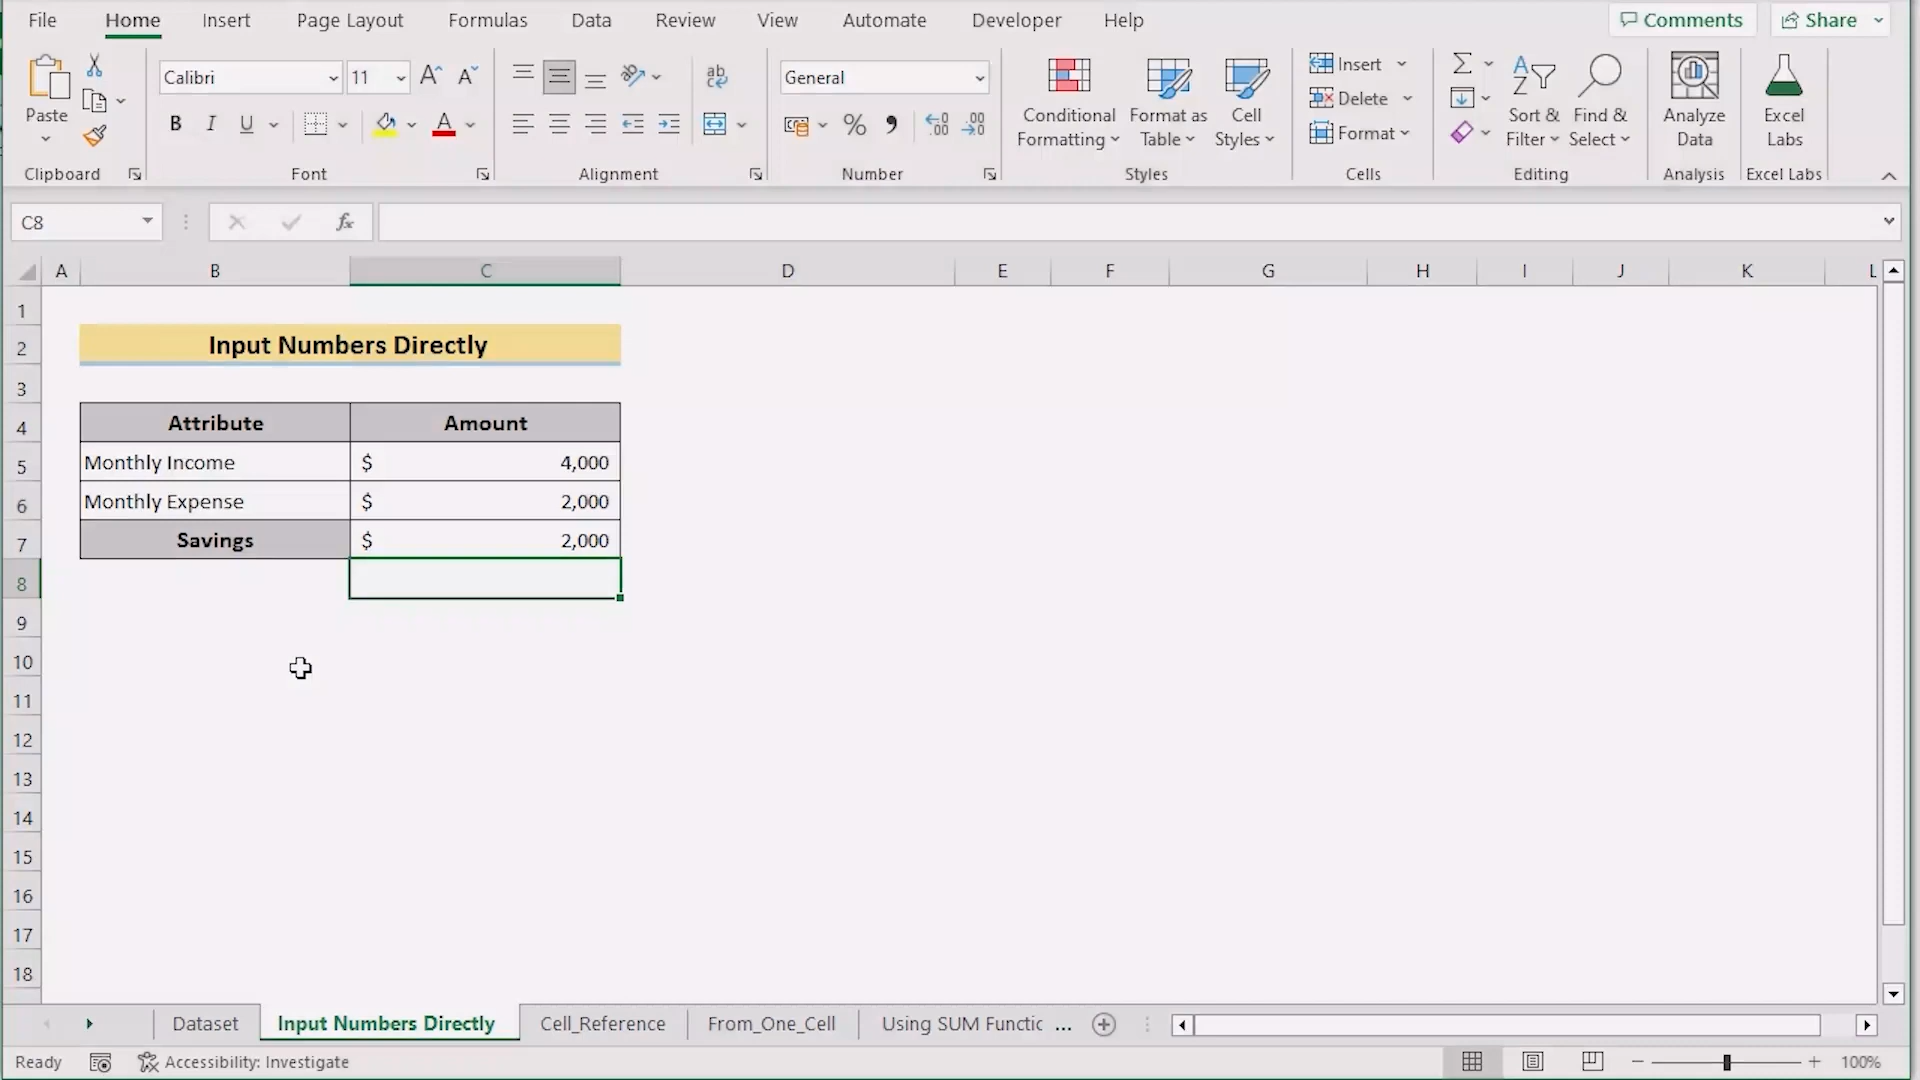 File Home Insert Page Layout Formulas Data Review View Automate Developer Help Comments Share
Paste
Clipboard
Calibri 11
B I U A
Font
ab
Alignment
General
% 9
Number
Conditional Formatting
Format as Table
Cell Styles
Styles
Insert
Delete
Format
Cells
Sort & Filter
Find & Select
Editing
Analyze Data
Analysis
Excel Labs
Excel Labs
C8 fx
A B C D E F G H I J K L
1
2 Input Numbers Directly
3
4 Attribute Amount
5 Monthly Income $ 4,000
6 Monthly Expense $ 2,000
7 Savings $ 2,000
8
9
10
11
12
13
14
15
16
17
18
Dataset Input Numbers Directly Cell_Reference From_One_Cell Using SUM Functic ...
Ready Accessibility: Investigate 100%